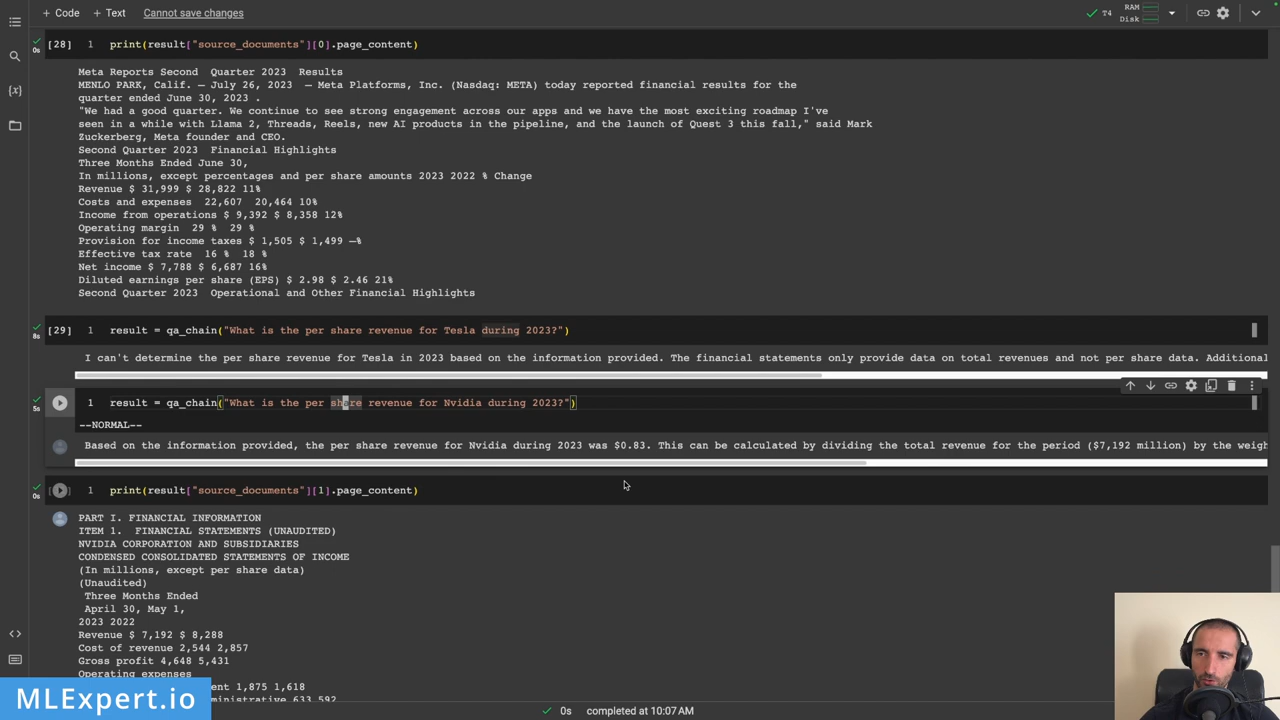 + Code + Text Cannot save changes
T4 RAM
Disk
0s [28] 1 print(result["source_documents"][0].page_content)
Meta Reports Second Quarter 2023 Results
MENLO PARK, Calif. – July 26, 2023 – Meta Platforms, Inc. (Nasdaq: META) today reported financial results for the
quarter ended June 30, 2023 .
"We had a good quarter. We continue to see strong engagement across our apps and we have the most exciting roadmap I've
seen in a while with Llama 2, Threads, Reels, new AI products in the pipeline, and the launch of Quest 3 this fall," said Mark
Zuckerberg, Meta founder and CEO.
Second Quarter 2023 Financial Highlights
Three Months Ended June 30,
In millions, except percentages and per share amounts 2023 2022 % Change
Revenue $ 31,999 $ 28,822 11%
Costs and expenses 22,607 20,464 10%
Income from operations $ 9,392 $ 8,358 12%
Operating margin 29 % 29 %
Provision for income taxes $ 1,505 $ 1,499 —%
Effective tax rate 16 % 18 %
Net income $ 7,788 $ 6,687 16%
Diluted earnings per share (EPS) $ 2.98 $ 2.46 21%
Second Quarter 2023 Operational and Other Financial Highlights
8s [29] 1 result = qa_chain("What is the per share revenue for Tesla during 2023?")
I can't determine the per share revenue for Tesla in 2023 based on the information provided. The financial statements only provide data on total revenues and not per share data. Additional
5s 1 result = qa_chain("What is the per share revenue for Nvidia during 2023?")
--NORMAL--
Based on the information provided, the per share revenue for Nvidia during 2023 was $0.83. This can be calculated by dividing the total revenue for the period ($7,192 million) by the weigh
0s 1 print(result["source_documents"][1].page_content)
PART I. FINANCIAL INFORMATION
ITEM 1. FINANCIAL STATEMENTS (UNAUDITED)
NVIDIA CORPORATION AND SUBSIDIARIES
CONDENSED CONSOLIDATED STATEMENTS OF INCOME
(In millions, except per share data)
(Unaudited)
Three Months Ended
April 30, May 1,
2023 2022
Revenue $ 7,192 $ 8,288
Cost of revenue 2,544 2,857
Gross profit 4,648 5,431
Operating expenses
ent 1,875 1,618
ministrative 633 592
MLExpert.io
0s completed at 10:07 AM